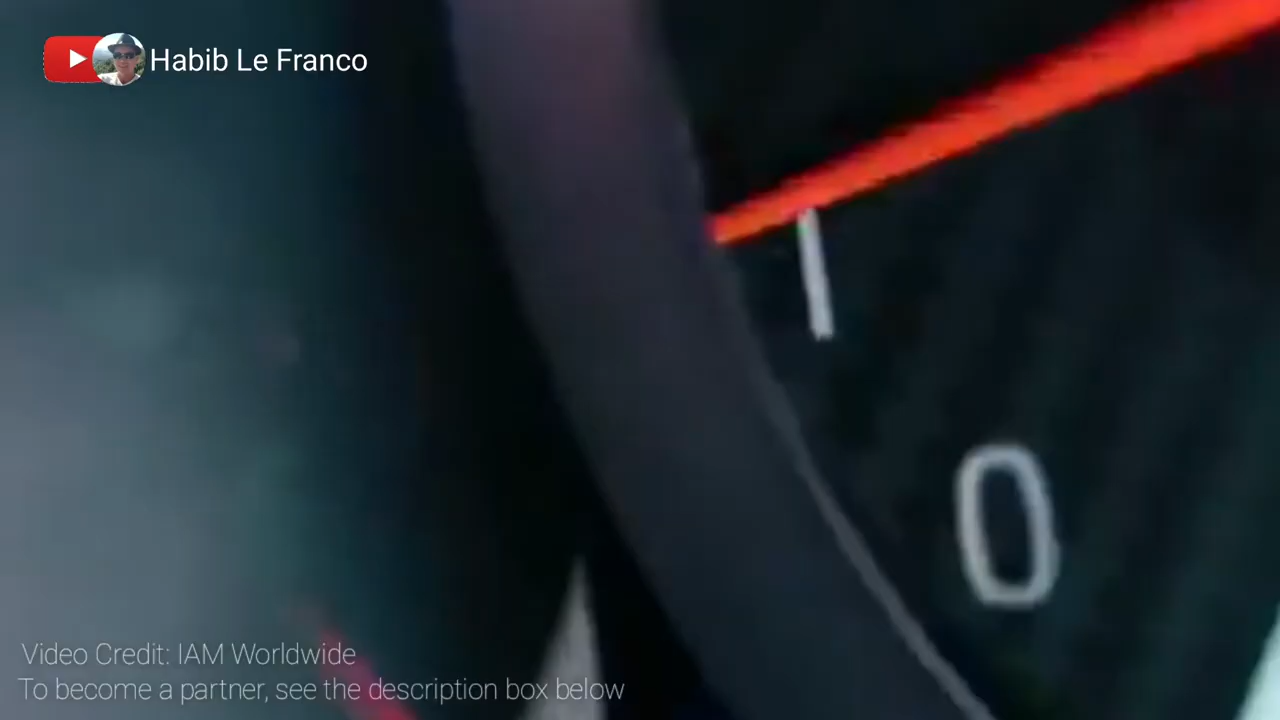 Habib Le Franco
0
Video Credit: IAM Worldwide
To become a partner, see the description box below